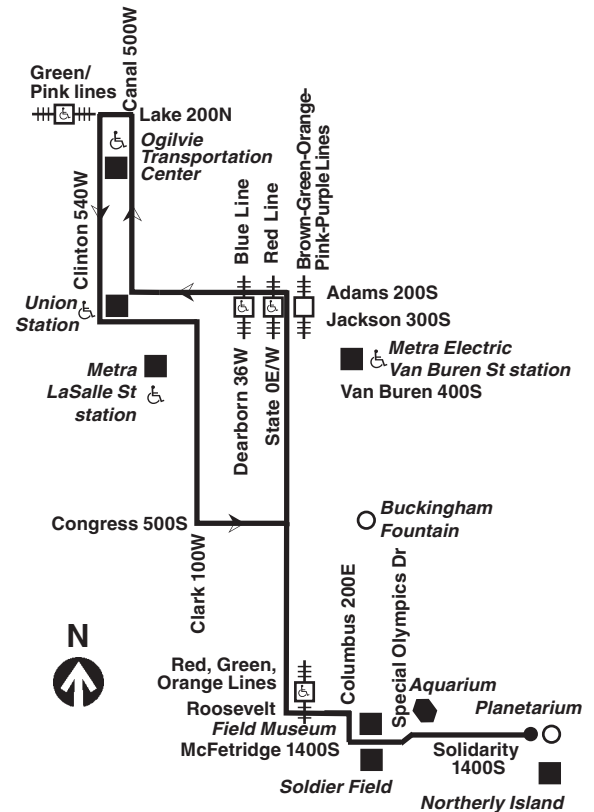 Canal 500W
Green/
Pink lines
Lake 200N
Ogilvie
Transportation
Center
Clinton 540W
Blue Line
Red Line
Brown-Green-Orange-
Pink-Purple Lines
Union
Station
Adams 200S
Jackson 300S
Metra
LaSalle St
station
Dearborn 36W
State 0E/W
Metra Electric
Van Buren St station
Van Buren 400S
Congress 500S
Clark 100W
Buckingham
Fountain
Columbus 200E
Special Olympics Dr
N
Red, Green,
Orange Lines
Roosevelt
Field Museum
McFetridge 1400S
Aquarium
Planetarium
Solidarity
1400S
Soldier Field
Northerly Island